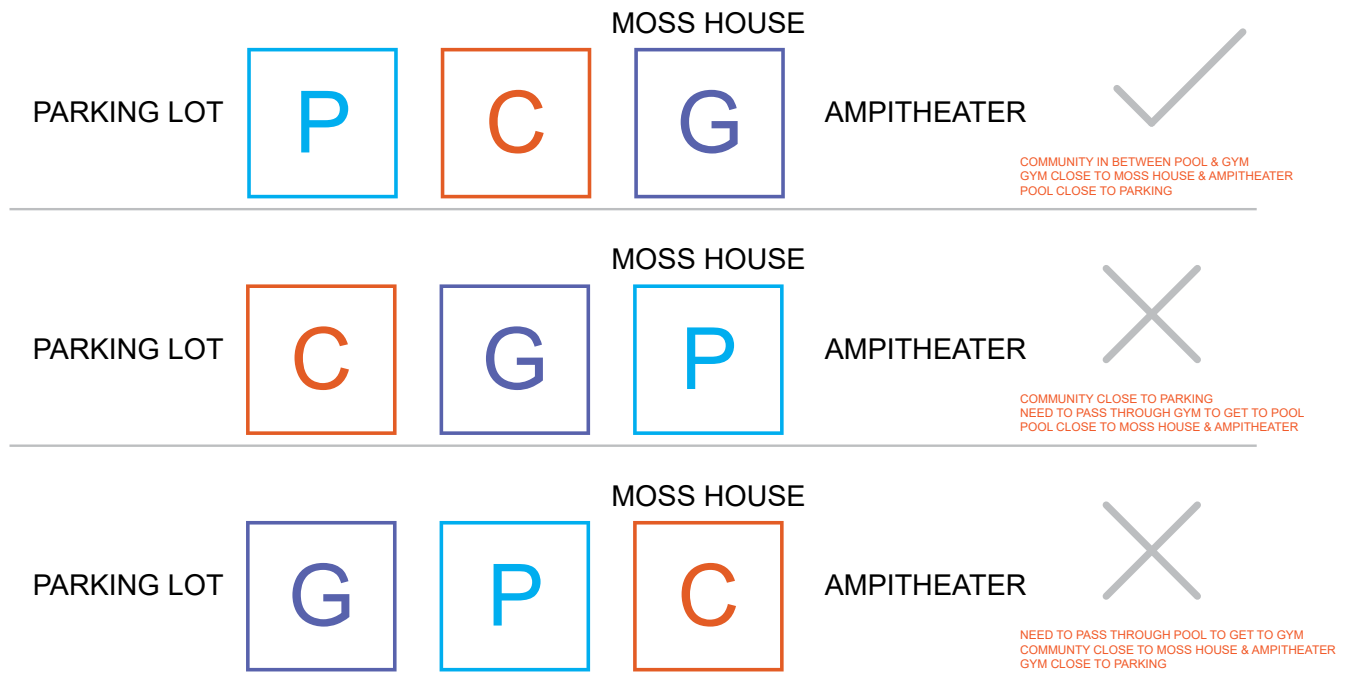 MOSS HOUSE
PARKING LOT P C G AMPITHEATER
COMMUNITY IN BETWEEN POOL & GYM
GYM CLOSE TO MOSS HOUSE & AMPITHEATER
POOL CLOSE TO PARKING
MOSS HOUSE
PARKING LOT C G P AMPITHEATER
COMMUNITY CLOSE TO PARKING
NEED TO PASS THROUGH GYM TO GET TO POOL
POOL CLOSE TO MOSS HOUSE & AMPITHEATER
MOSS HOUSE
PARKING LOT G P C AMPITHEATER
NEED TO PASS THROUGH POOL TO GET TO GYM
COMMUNTY CLOSE TO MOSS HOUSE & AMPITHEATER
GYM CLOSE TO PARKING